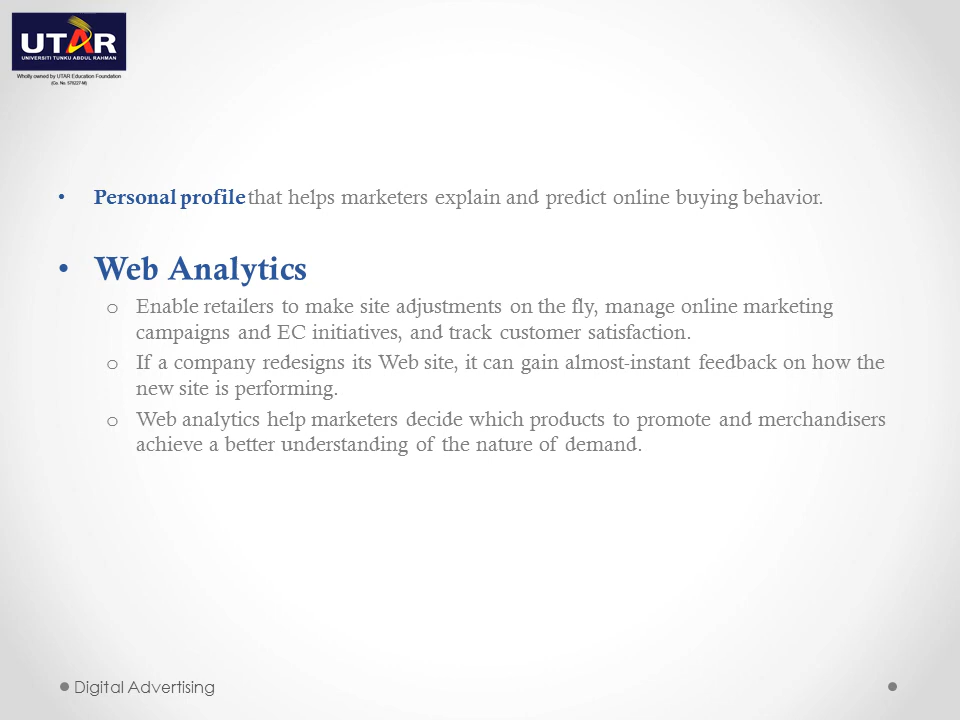 UTAR
UNIVERSITI TUNKU ABDUL RAHMAN
Wholly owned by UTAR Education Foundation
(Co. No. 578227-M)
• Personal profile that helps marketers explain and predict online buying behavior.
• Web Analytics
o Enable retailers to make site adjustments on the fly, manage online marketing
campaigns and EC initiatives, and track customer satisfaction.
o If a company redesigns its Web site, it can gain almost-instant feedback on how the
new site is performing.
o Web analytics help marketers decide which products to promote and merchandisers
achieve a better understanding of the nature of demand.
Digital Advertising